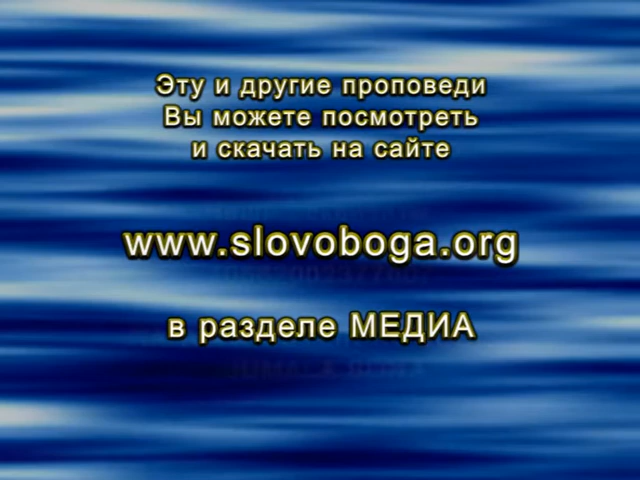 Эту и другие проповеди
Вы можете посмотреть
и скачать на сайте
www.slovoboga.org
в разделе МЕДИА